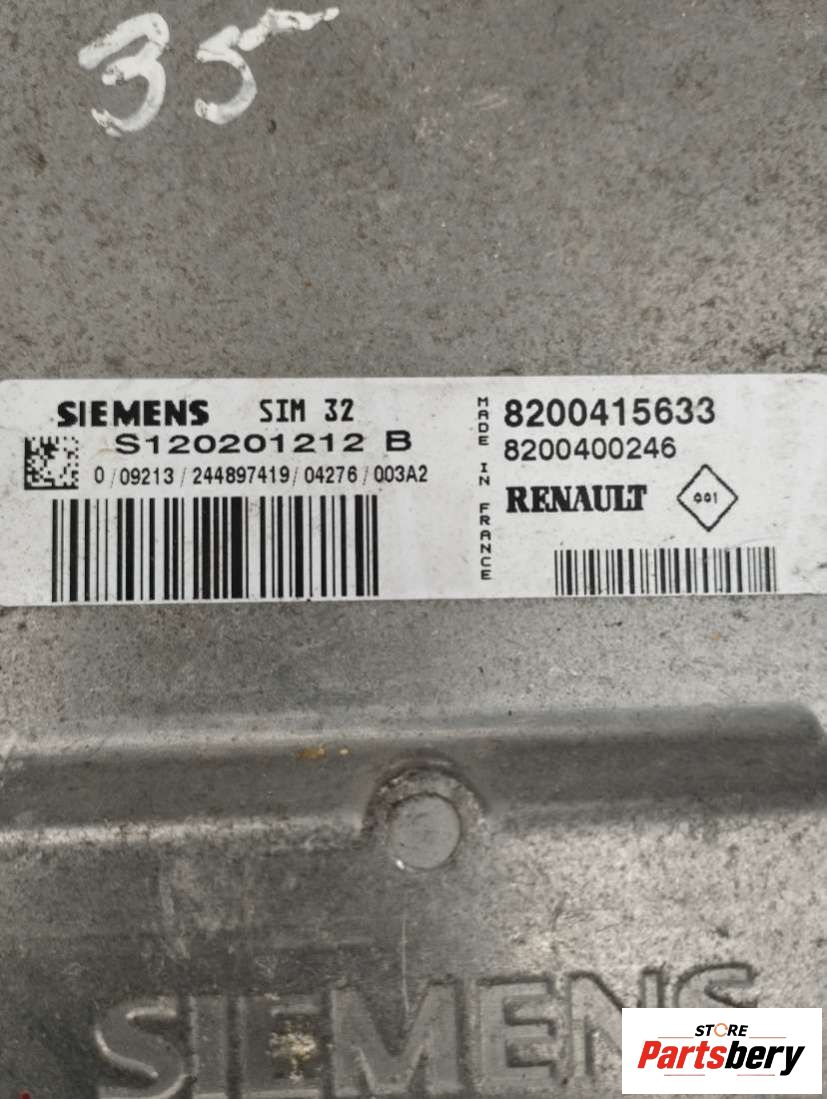 35
SIEMENS SIM 32
S120201212 B
0/09213/244897419/04276/003A2
MADE IN FRANCE
8200415633
8200400246
RENAULT 001
SIEMENS
STORE
Partsbery